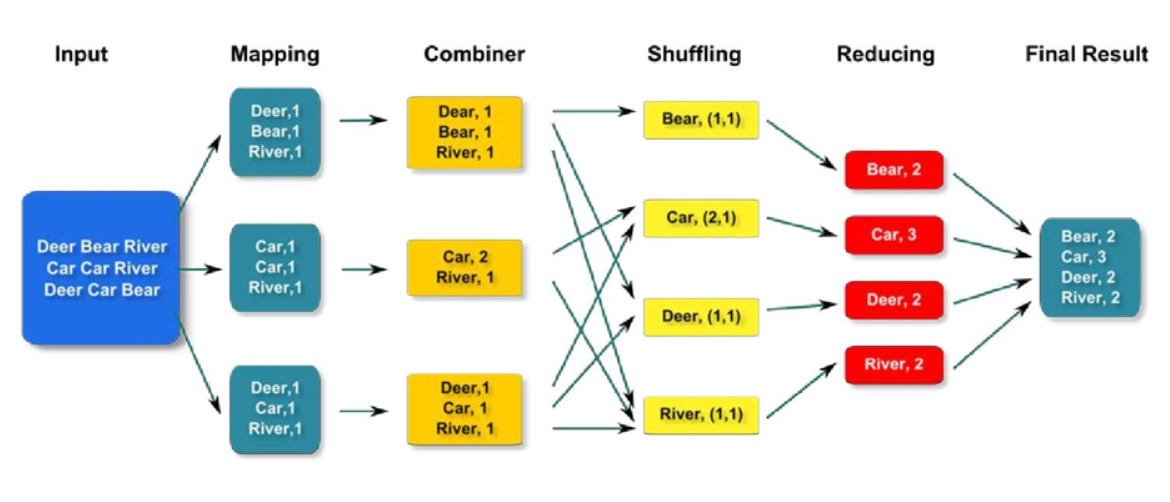 Input
Mapping
Combiner
Shuffling
Reducing
Final Result
Deer Bear River
Car Car River
Deer Car Bear
Deer,1
Bear,1
River,1
Car,1
Car,1
River,1
Deer,1
Car,1
River,1
Dear, 1
Bear, 1
River, 1
Car, 2
River, 1
Deer,1
Car, 1
River, 1
Bear, (1,1)
Car, (2,1)
Deer, (1,1)
River, (1,1)
Bear, 2
Car, 3
Deer, 2
River, 2
Bear, 2
Car, 3
Deer, 2
River, 2